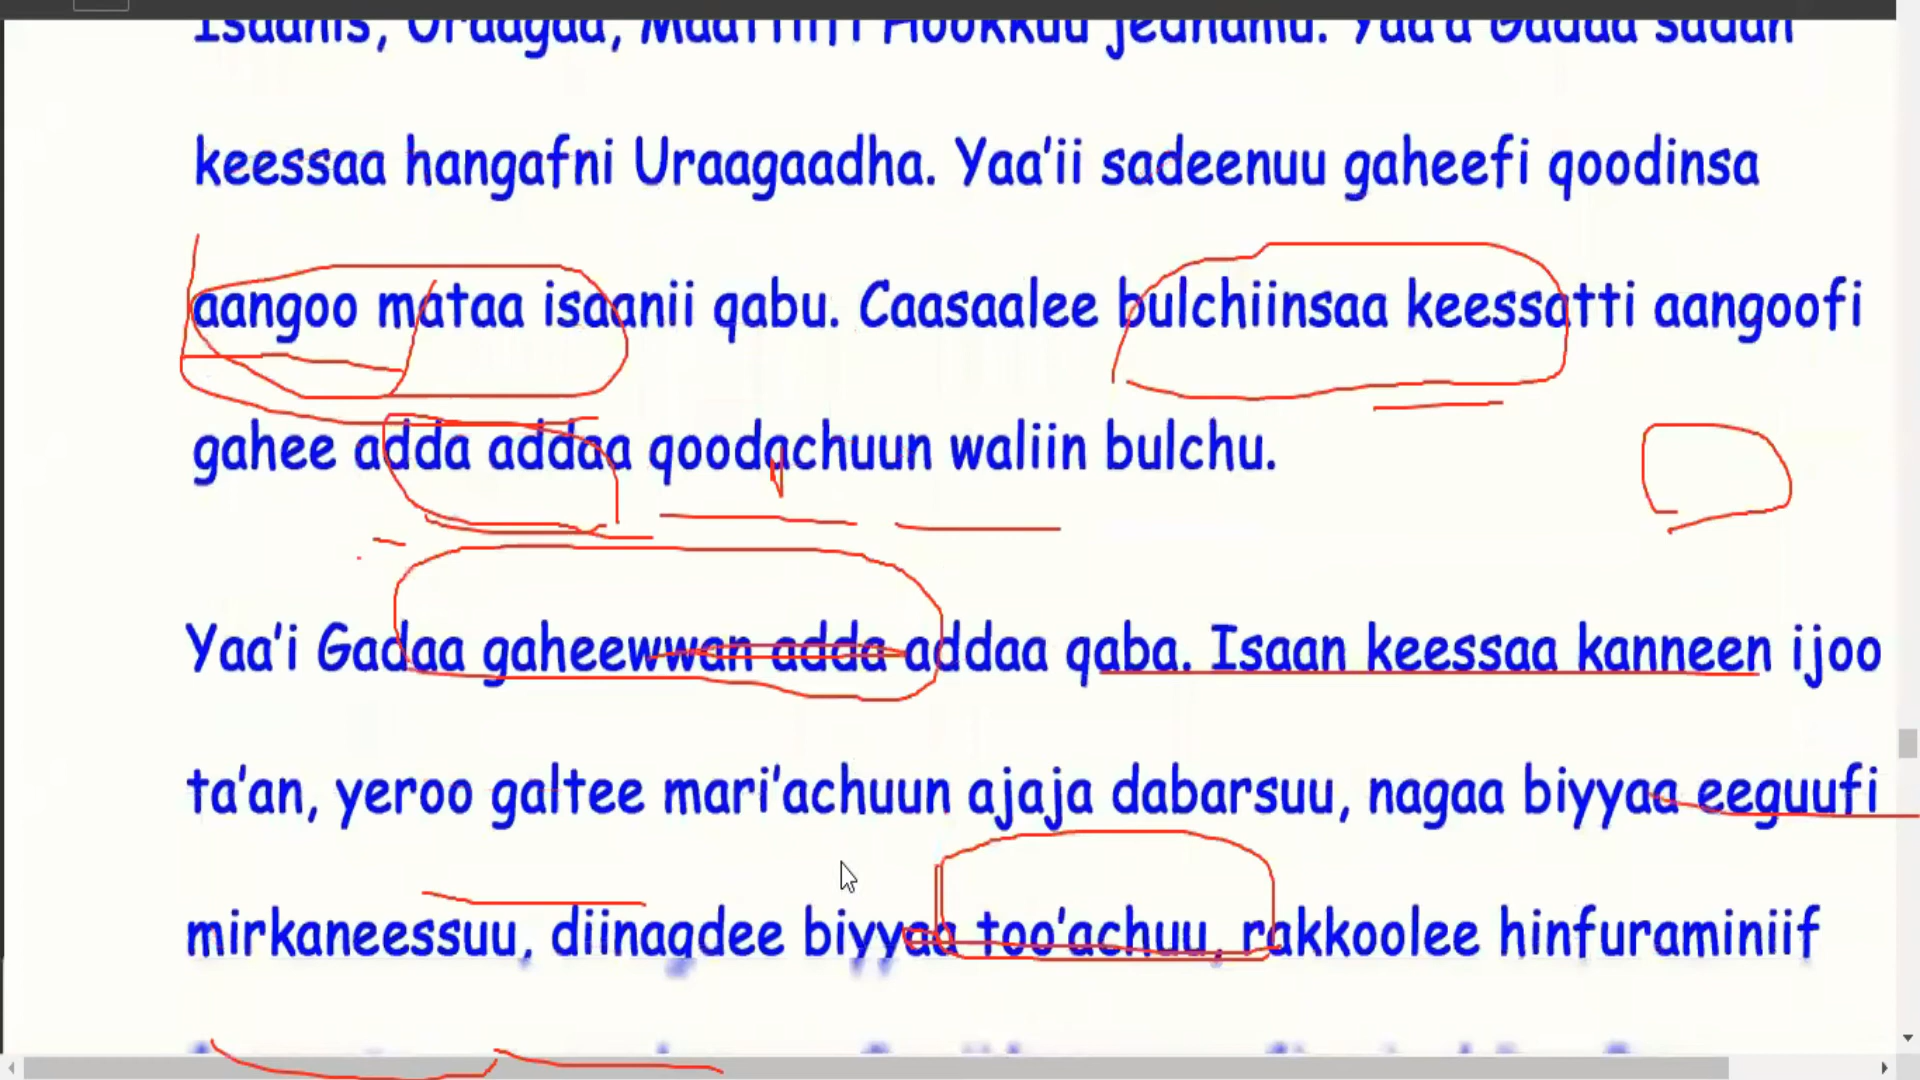 keessaa hangafni Uraagaadha. Yaa'ii sadeenuu gaheefi qoodinsa
aangoo mataa isaanii qabu. Caasaalee bulchiinsaa keessatti aangoofi
gahee adda addaa qoodachuun waliin bulchu.
Yaa'i Gadaa gaheewwan adda addaa qaba. Isaan keessaa kanneen ijoo
ta'an, yeroo galtee mari'achuun ajaja dabarsuu, nagaa biyyaa eeguufi
mirkaneessuu, diinagdee biyyaa too'achuu, rakkoolee hinfuraminiif